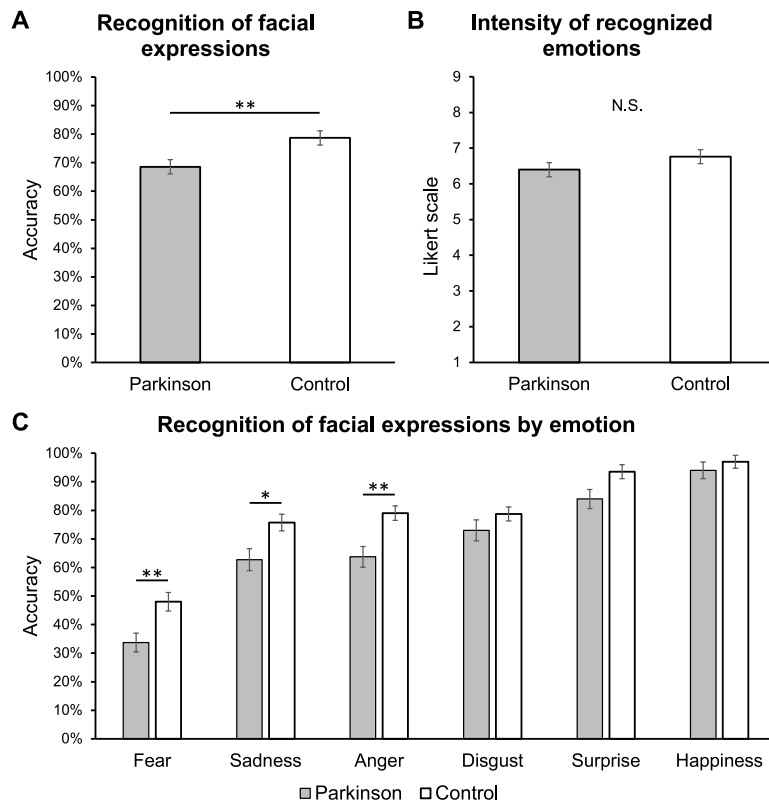 A
Recognition of facial
expressions
100%
90%
80%
70%
60%
50%
40%
30%
20%
10%
0%
Accuracy
**
Parkinson Control
B
Intensity of recognized
emotions
9
8
7
6
5
4
3
2
1
Likert scale
N.S.
Parkinson Control
C
Recognition of facial expressions by emotion
100%
90%
80%
70%
60%
50%
40%
30%
20%
10%
0%
Accuracy
**
*
**
Fear Sadness Anger Disgust Surprise Happiness
Parkinson Control